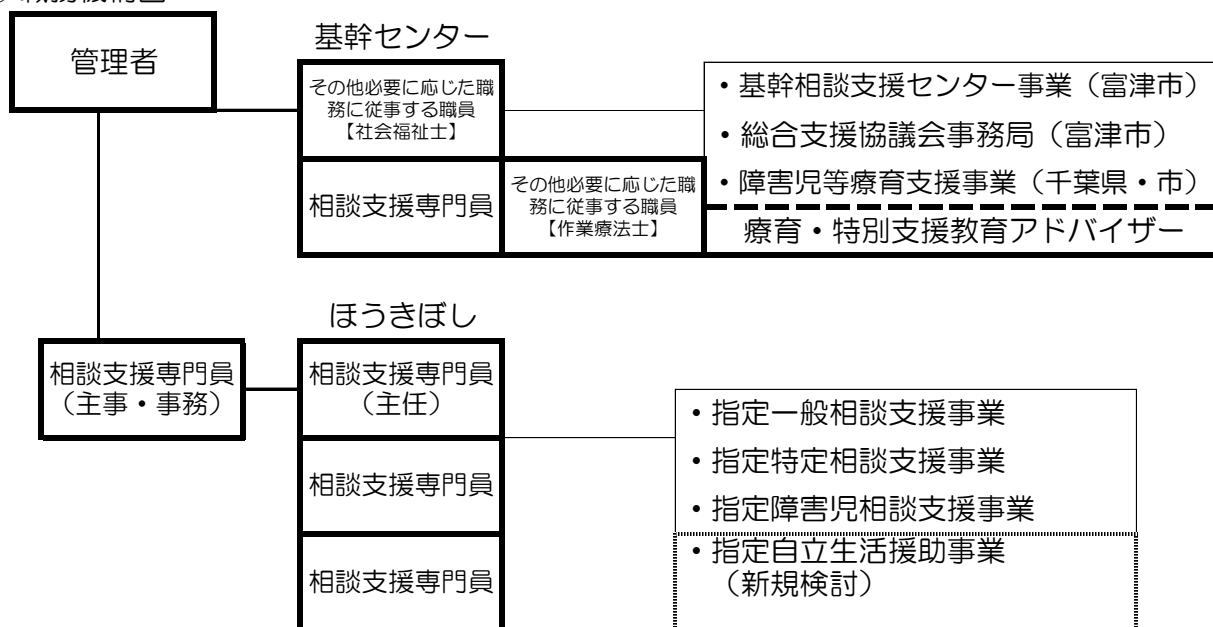 管理者
基幹センター
その他必要に応じた職
務に従事する職員
【社会福祉士】
相談支援専門員
その他必要に応じた職
務に従事する職員
【作業療法士】
・基幹相談支援センター事業（富津市）
・総合支援協議会事務局（富津市）
・障害児等療育支援事業（千葉県・市）
療育・特別支援教育アドバイザー
ほうきぼし
相談支援専門員
（主事・事務）
相談支援専門員
（主任）
相談支援専門員
相談支援専門員
・指定一般相談支援事業
・指定特定相談支援事業
・指定障害児相談支援事業
・指定自立生活援助事業
（新規検討）